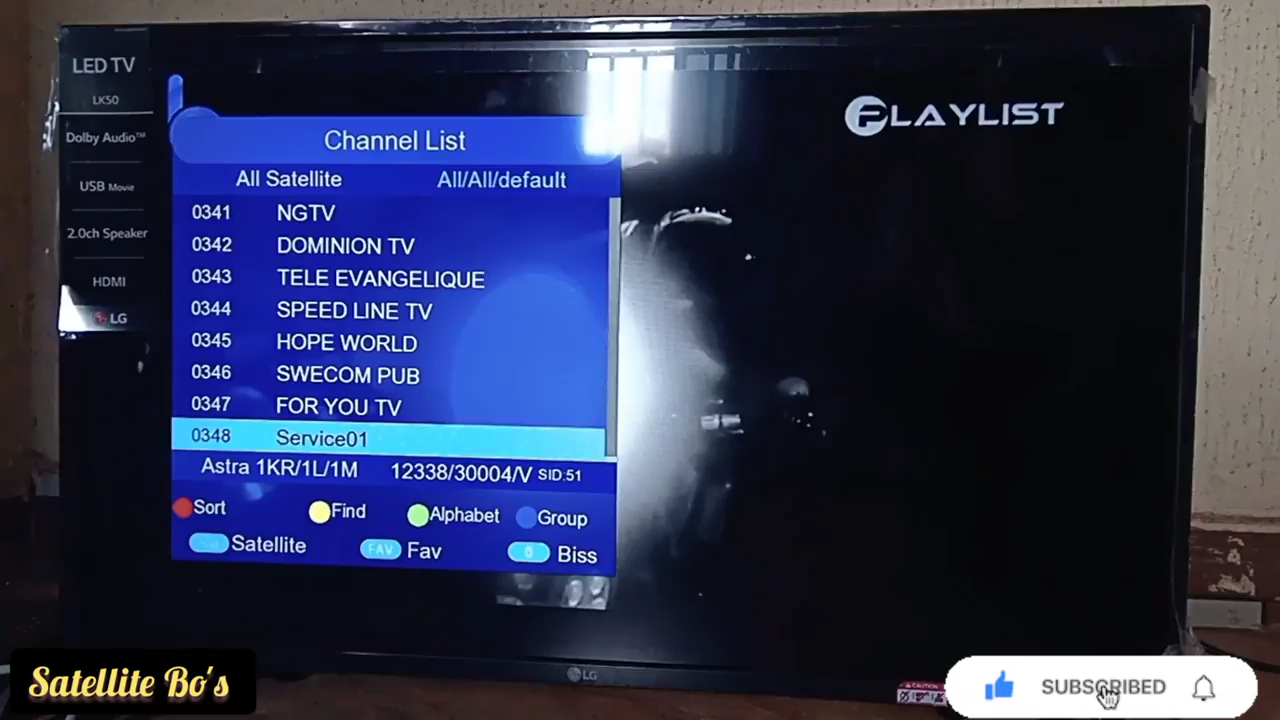 LED TV
LK50
Dolby Audio™
USB Movie
2.0ch Speaker
HDMI
LG
PLAYLIST
Channel List
All Satellite All/All/default
0341 NGTV
0342 DOMINION TV
0343 TELE EVANGELIQUE
0344 SPEED LINE TV
0345 HOPE WORLD
0346 SWECOM PUB
0347 FOR YOU TV
0348 Service01
Astra 1KR/1L/1M 12338/30004/V SID:51
Sort Find Alphabet Group
Satellite FAV Fav 0 Biss
LG
CAUTION
Satellite Bo's
SUBSCRIBED